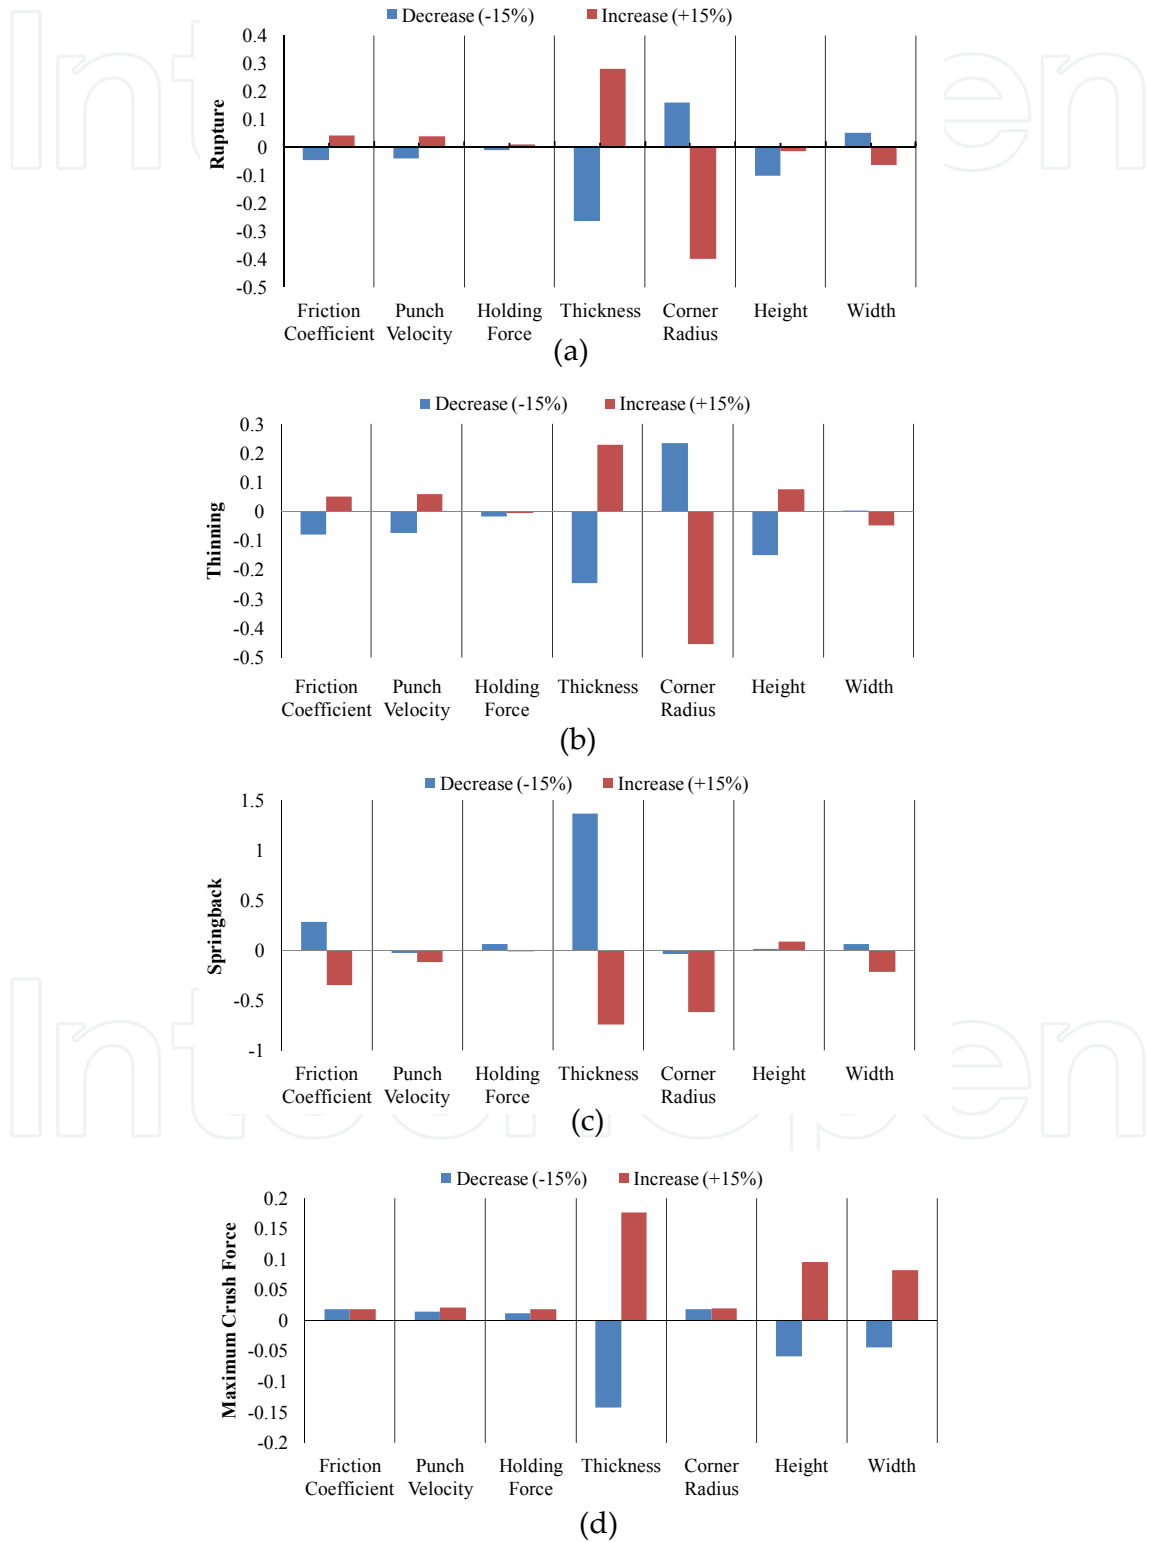 Decrease (-15%) Increase (+15%)
0.4
0.3
0.2
0.1
0
-0.1
-0.2
-0.3
-0.4
-0.5
Rupture
Friction Coefficient
Punch Velocity
Holding Force
Thickness
Corner Radius
Height
Width
(a)
Decrease (-15%) Increase (+15%)
0.3
0.2
0.1
0
-0.1
-0.2
-0.3
-0.4
-0.5
Thinning
Friction Coefficient
Punch Velocity
Holding Force
Thickness
Corner Radius
Height
Width
(b)
Decrease (-15%) Increase (+15%)
1.5
1
0.5
0
-0.5
-1
Springback
Friction Coefficient
Punch Velocity
Holding Force
Thickness
Corner Radius
Height
Width
(c)
Decrease (-15%) Increase (+15%)
0.2
0.15
0.1
0.05
0
-0.05
-0.1
-0.15
-0.2
Maximum Crush Force
Friction Coefficient
Punch Velocity
Holding Force
Thickness
Corner Radius
Height
Width
(d)